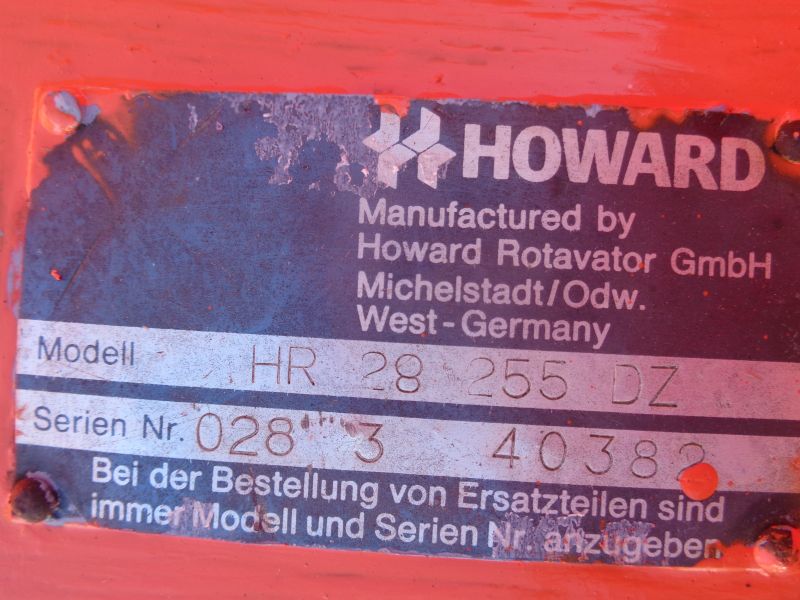 HOWARD
Manufactured by
Howard Rotavator GmbH
Michelstadt/Odw.
West-Germany
Modell HR 28 255 DZ
Serien Nr. 028 3 40382
Bei der Bestellung von Ersatzteilen sind
immer Modell und Serien Nr. anzugeben